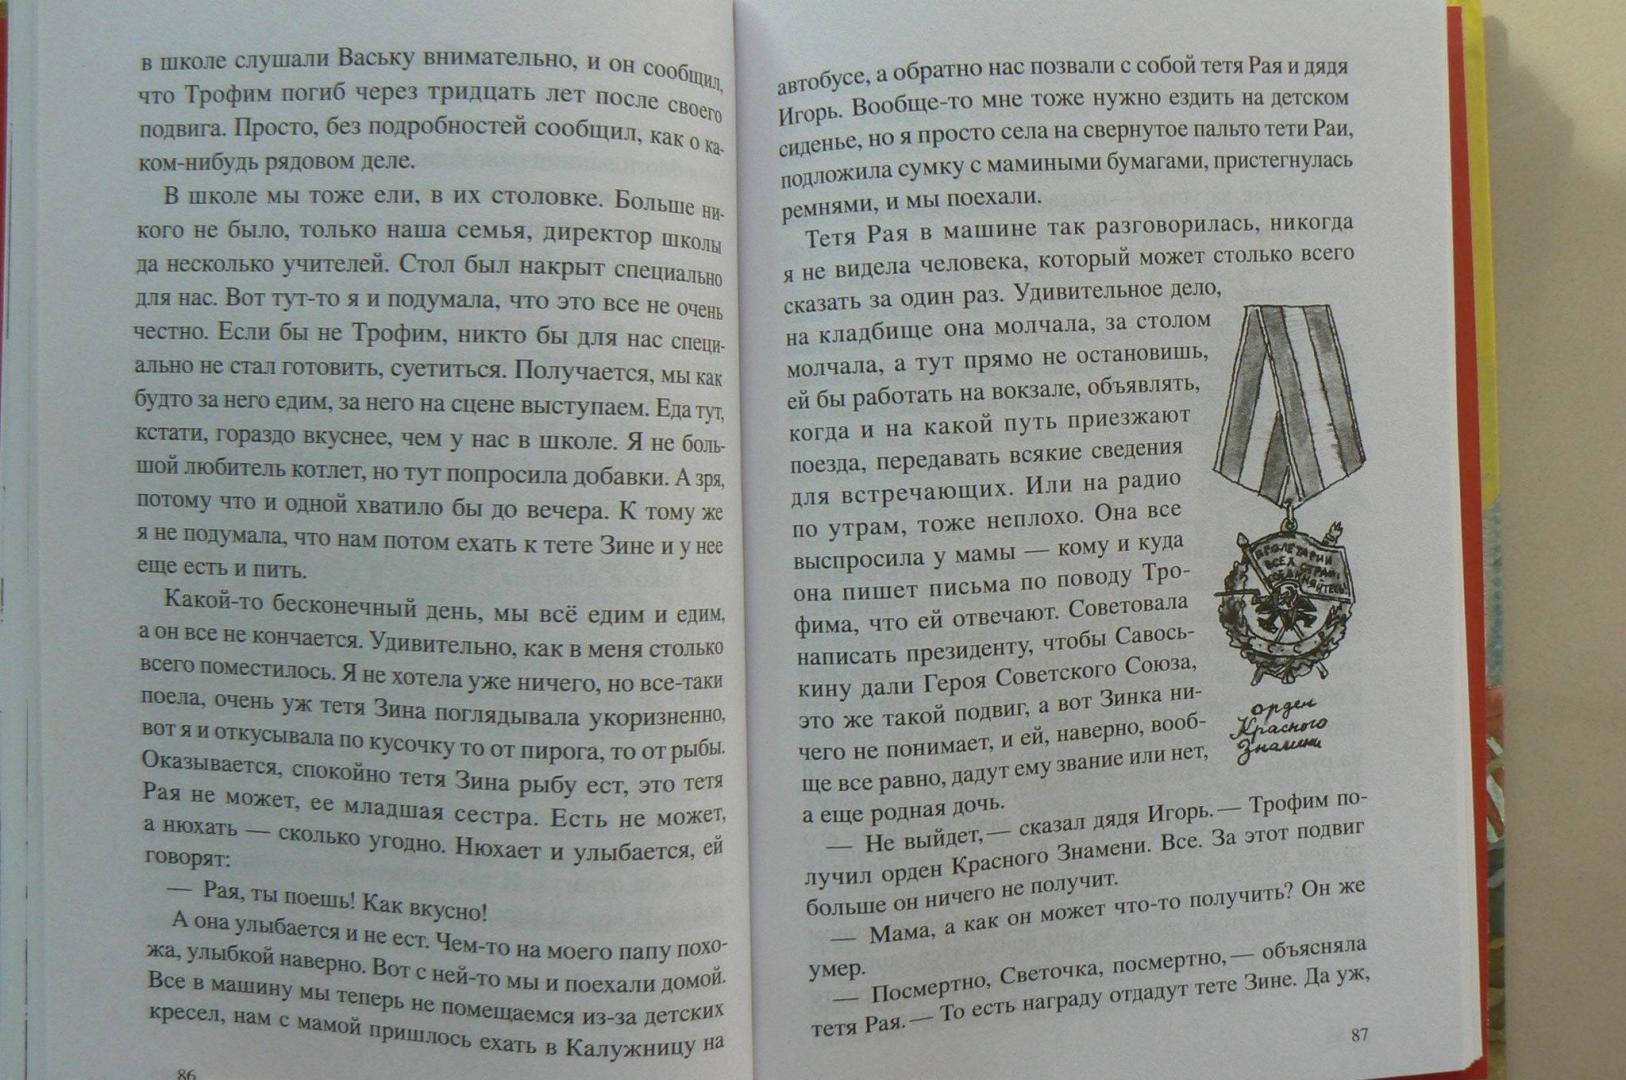 в школе слушали Ваську внимательно, и он сообщил,
что Трофим погиб через тридцать лет после своего
подвига. Просто, без подробностей сообщил, как о ка-
ком-нибудь рядовом деле.
В школе мы тоже ели, в их столовке. Больше ни-
кого не было, только наша семья, директор школы
да несколько учителей. Стол был накрыт специально
для нас. Вот тут-то я и подумала, что это все не очень
честно. Если бы не Трофим, никто бы для нас специ-
ально не стал готовить, суетиться. Получается, мы как
будто за него едим, за него на сцене выступаем. Еда тут,
кстати, гораздо вкуснее, чем у нас в школе. Я не боль-
шой любитель котлет, но тут попросила добавки. А зря,
потому что и одной хватило бы до вечера. К тому же
я не подумала, что нам потом ехать к тете Зине и у нее
еще есть и пить.
Какой-то бесконечный день, мы всё едим и едим,
а он все не кончается. Удивительно, как в меня столько
всего поместилось. Я не хотела уже ничего, но все-таки
поела, очень уж тетя Зина поглядывала укоризненно,
вот я и откусывала по кусочку то от пирога, то от рыбы.
Оказывается, спокойно тетя Зина рыбу ест, это тетя
Рая не может, ее младшая сестра. Есть не может,
а нюхать — сколько угодно. Нюхает и улыбается, ей
говорят:
— Рая, ты поешь! Как вкусно!
А она улыбается и не ест. Чем-то на моего папу похо-
жа, улыбкой наверно. Вот с ней-то мы и поехали домой.
Все в машину мы теперь не помещаемся из-за детских
кресел, нам с мамой пришлось ехать в Калужницу на
86
автобусе, а обратно нас позвали с собой тетя Рая и дядя
Игорь. Вообще-то мне тоже нужно ездить на детском
сиденье, но я просто села на свернутое пальто тети Раи,
подложила сумку с мамиными бумагами, пристегнулась
ремнями, и мы поехали.
Тетя Рая в машине так разговорилась, никогда
я не видела человека, который может столько всего
сказать за один раз. Удивительное дело,
на кладбище она молчала, за столом
молчала, а тут прямо не остановишь,
ей бы работать на вокзале, объявлять,
когда и на какой путь приезжают
поезда, передавать всякие сведения
для встречающих. Или на радио
по утрам, тоже неплохо. Она все
выспросила у мамы — кому и куда
она пишет письма по поводу Тро-
фима, что ей отвечают. Советовала
написать президенту, чтобы Савось-
кину дали Героя Советского Союза,
это же такой подвиг, а вот Зинка ни-
чего не понимает, и ей, наверно, вооб-
ще все равно, дадут ему звание или нет,
а еще родная дочь.
ПРОЛЕТАРИИ
ВСЕХ СТРАН
СОЕДИНЯЙТЕСЬ
орден
Красного
Знамени
— Не выйдет,— сказал дядя Игорь.— Трофим по-
лучил орден Красного Знамени. Все. За этот подвиг
больше он ничего не получит.
— Мама, а как он может что-то получить? Он же
умер.
— Посмертно, Светочка, посмертно,— объясняла
тетя Рая.— То есть награду отдадут тете Зине. Да уж,
87